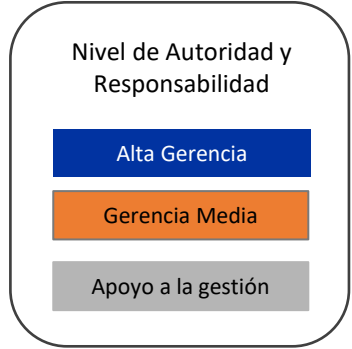 Nivel de Autoridad y
Responsabilidad
Alta Gerencia
Gerencia Media
Apoyo a la gestión